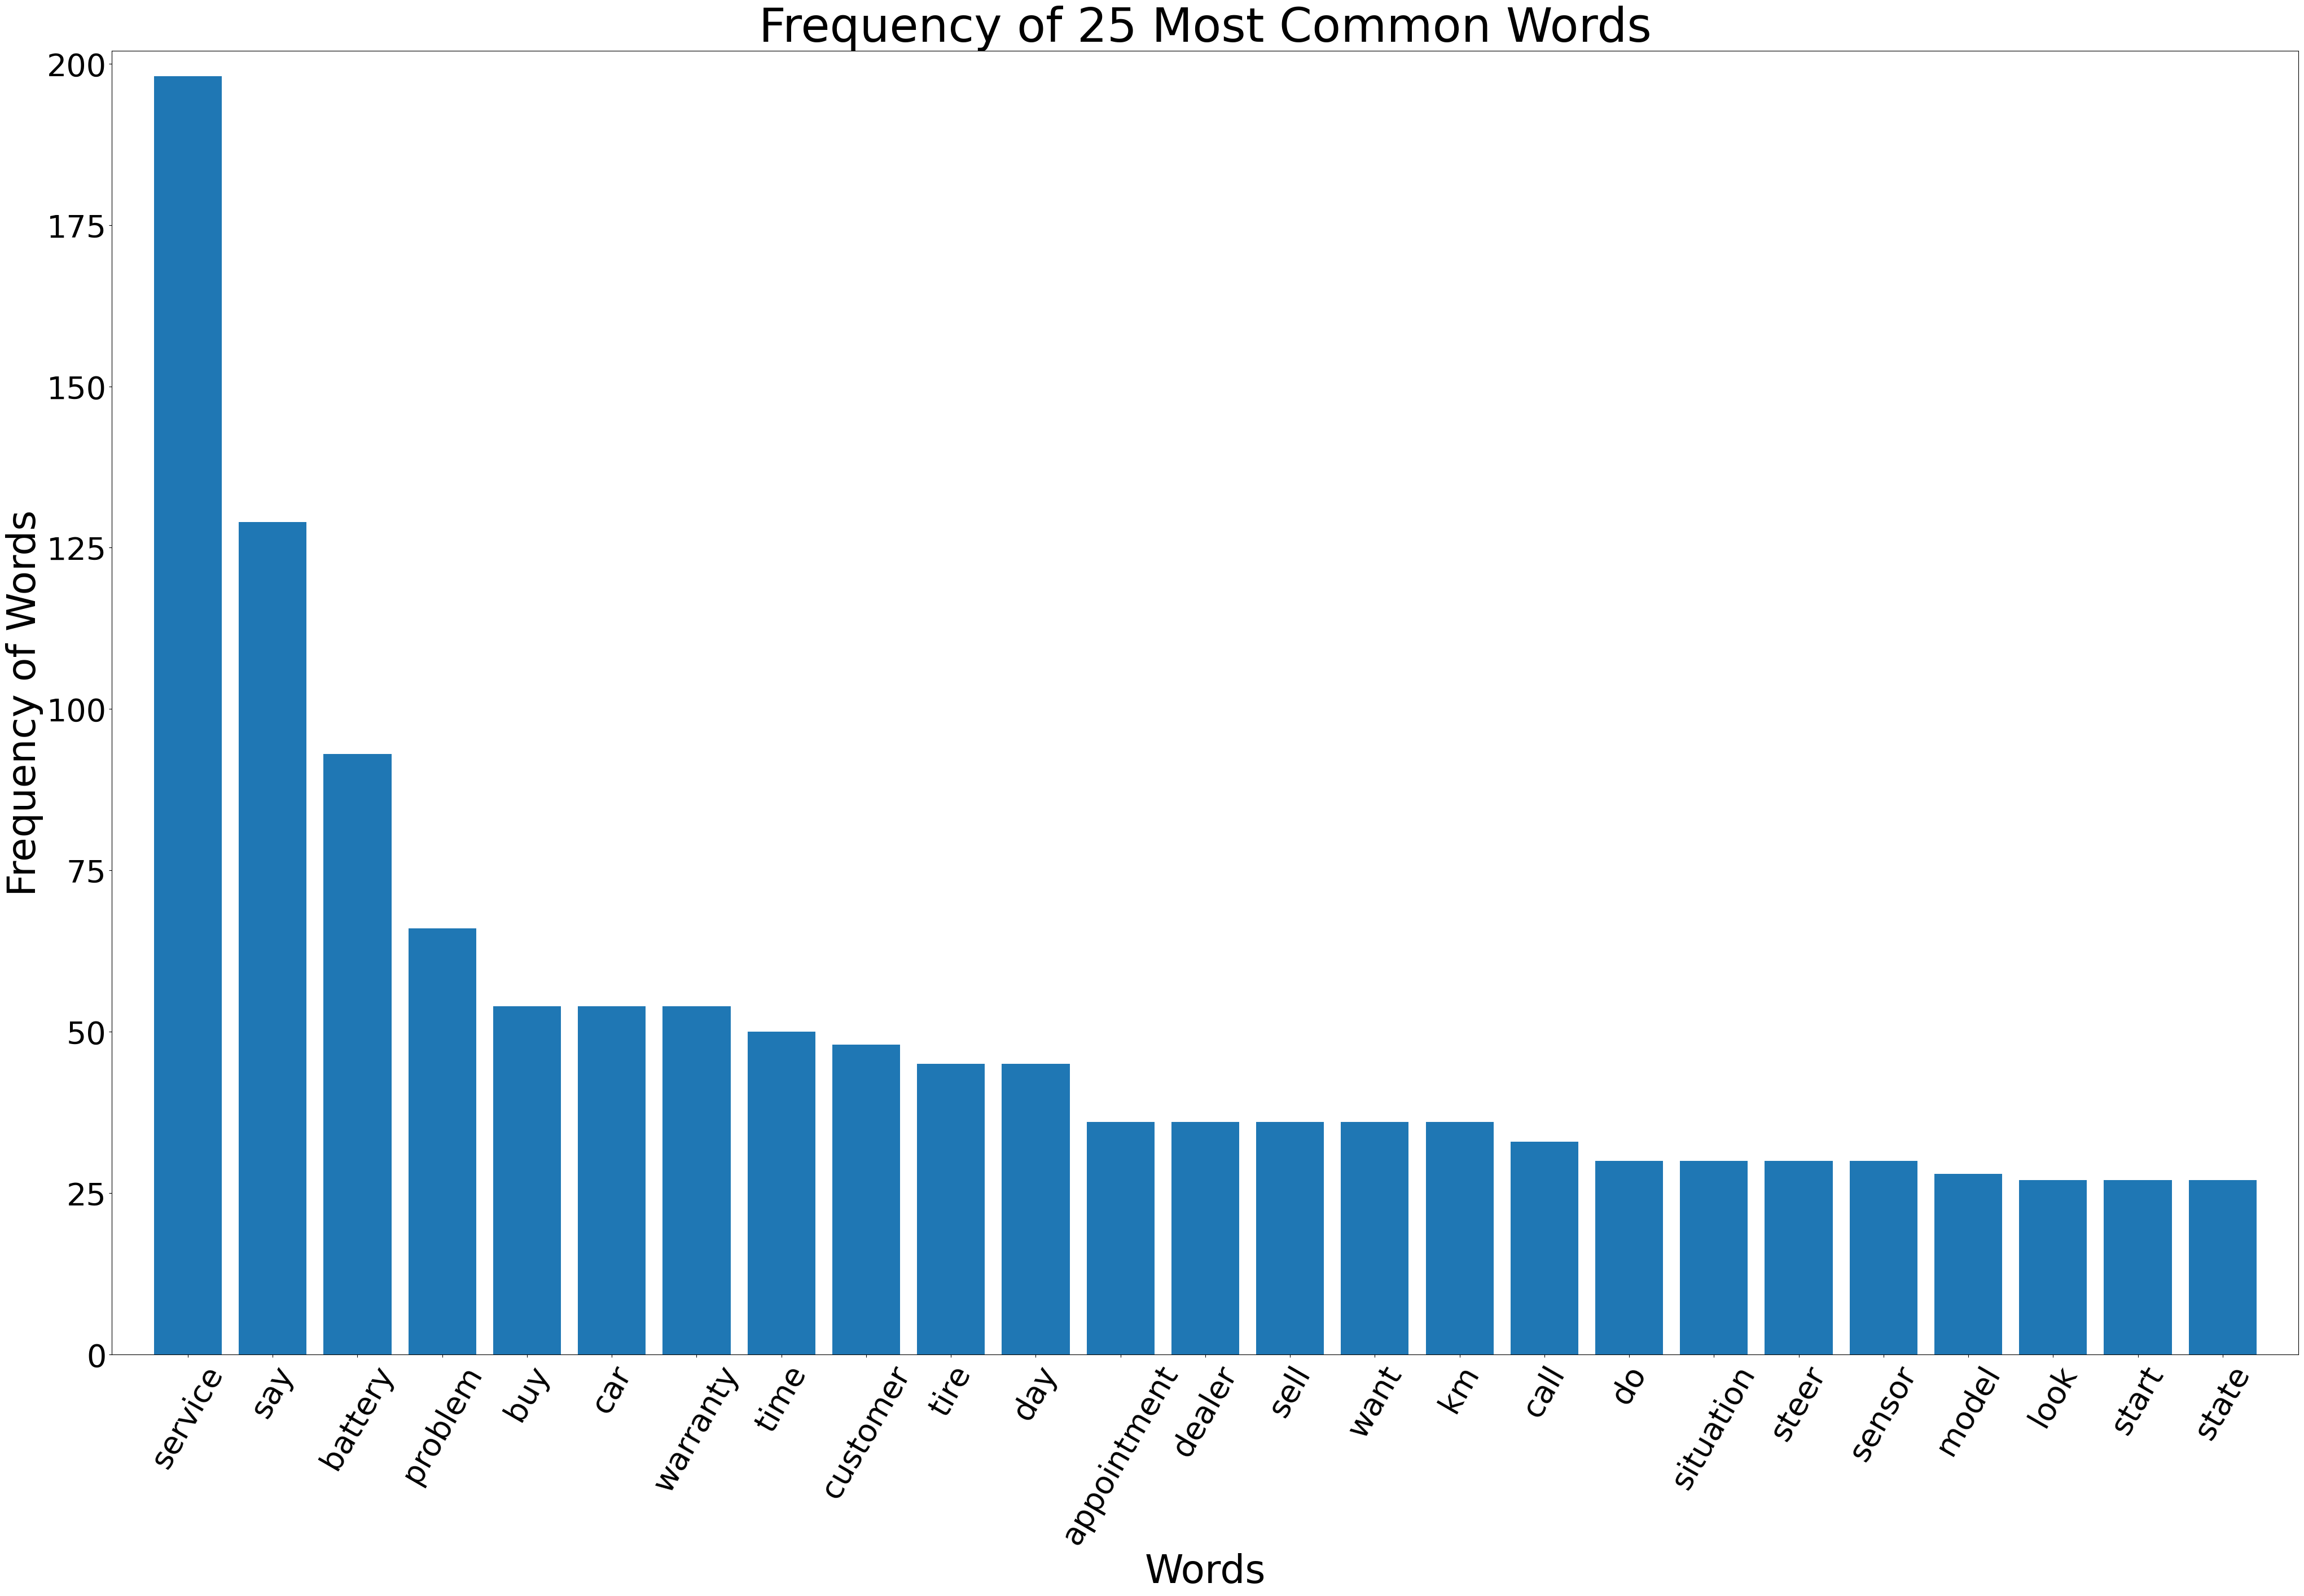 Frequency of 25 Most Common Words
Frequency of Words
200
175
150
125
100
75
50
25
0
service
say
battery
problem
buy
car
warranty
time
customer
tire
day
appointment
dealer
sell
want
km
call
do
situation
steer
sensor
model
look
start
state
Words